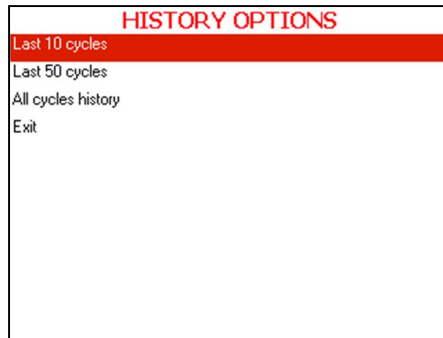 HISTORY OPTIONS
Last 10 cycles
Last 50 cycles
All cycles history
Exit